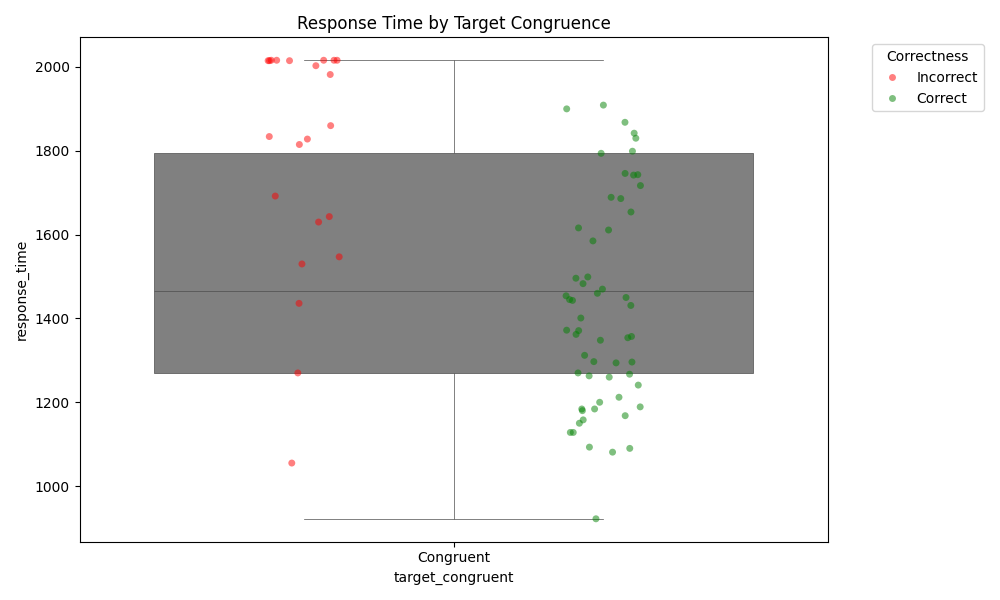 Response Time by Target Congruence
Correctness
Incorrect
Correct
response_time
2000
1800
1600
1400
1200
1000
Congruent
target_congruent